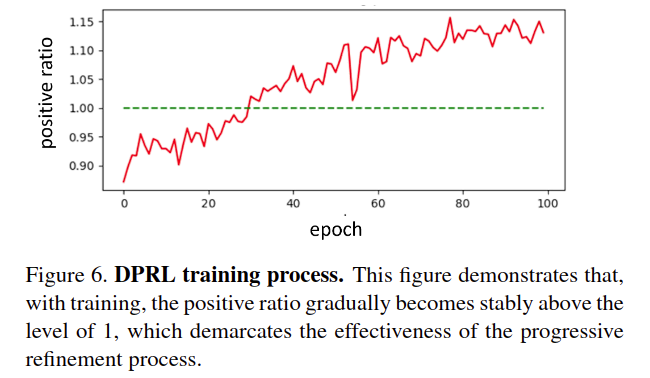 1.15
1.10
1.05
1.00
0.95
0.90
positive ratio
0 20 40 60 80 100
epoch
Figure 6. DPRL training process. This figure demonstrates that,
with training, the positive ratio gradually becomes stably above the
level of 1, which demarcates the effectiveness of the progressive
refinement process.